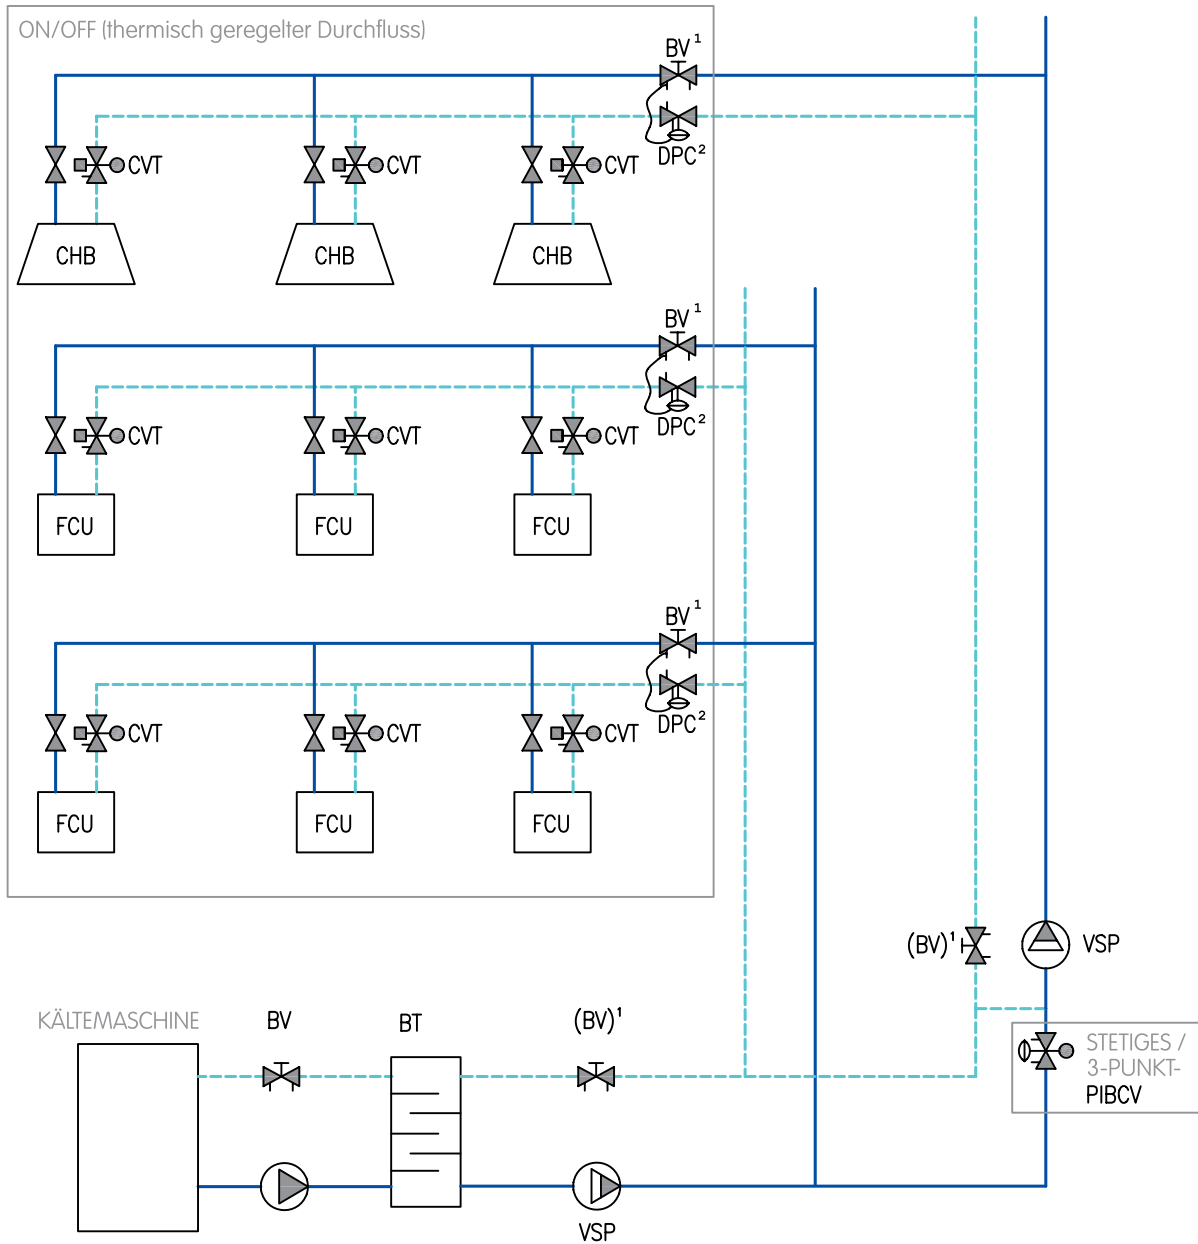 ON/OFF (thermisch geregelter Durchfluss)
BV¹
DPC²
CVT
CVT
CVT
CHB
CHB
CHB
BV¹
DPC²
CVT
CVT
CVT
FCU
FCU
FCU
BV¹
DPC²
CVT
CVT
CVT
FCU
FCU
FCU
(BV)¹
VSP
KÄLTEMASCHINE
BV
BT
(BV)¹
STETIGES /
3-PUNKT-
PIBCV
VSP